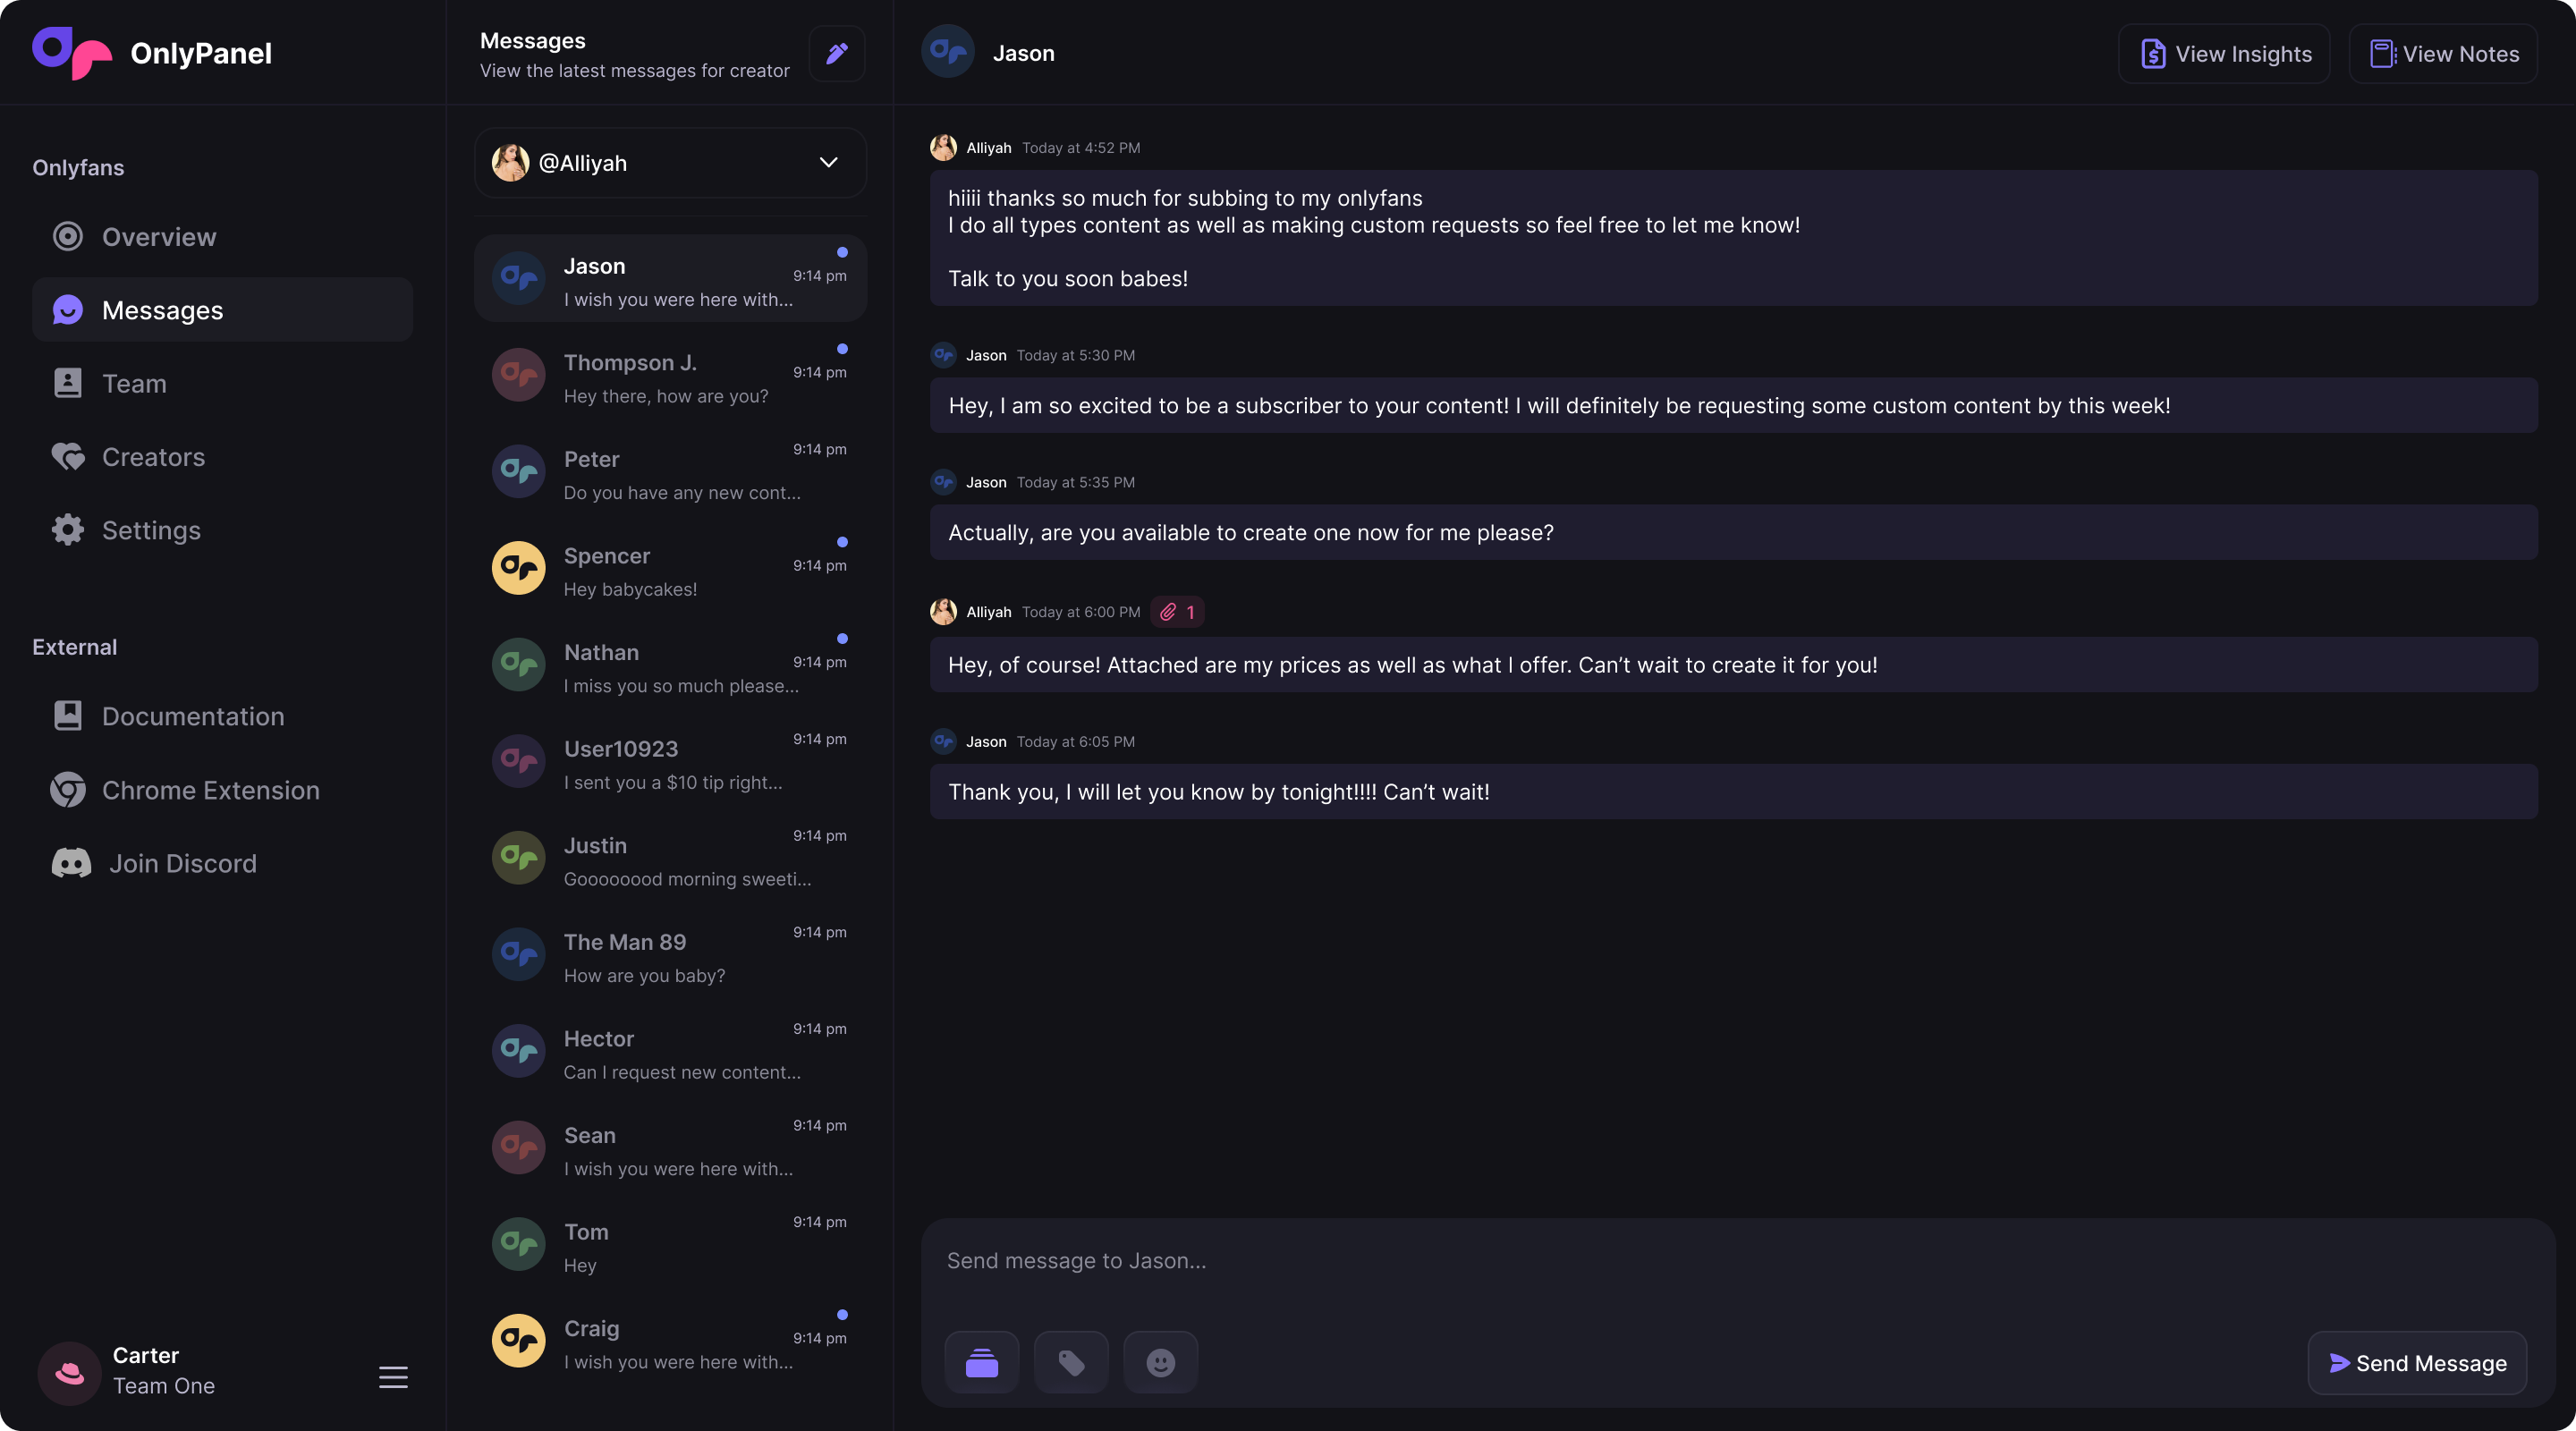 OnlyPanel
Onlyfans
Overview
Messages
Team
Creators
Settings
External
Documentation
Chrome Extension
Join Discord
Carter
Team One
Messages
View the latest messages for creator
@Alliyah
Jason
9:14 pm
I wish you were here with...
Thompson J.
9:14 pm
Hey there, how are you?
Peter
9:14 pm
Do you have any new cont...
Spencer
9:14 pm
Hey babycakes!
Nathan
9:14 pm
I miss you so much please...
User10923
9:14 pm
I sent you a $10 tip right...
Justin
9:14 pm
Goooooood morning sweeti...
The Man 89
9:14 pm
How are you baby?
Hector
9:14 pm
Can I request new content...
Sean
9:14 pm
I wish you were here with...
Tom
9:14 pm
Hey
Craig
9:14 pm
I wish you were here with...
Jason
View Insights
View Notes
Alliyah Today at 4:52 PM
hiiii thanks so much for subbing to my onlyfans
I do all types content as well as making custom requests so feel free to let me know!
Talk to you soon babes!
Jason Today at 5:30 PM
Hey, I am so excited to be a subscriber to your content! I will definitely be requesting some custom content by this week!
Jason Today at 5:35 PM
Actually, are you available to create one now for me please?
Alliyah Today at 6:00 PM 1
Hey, of course! Attached are my prices as well as what I offer. Can’t wait to create it for you!
Jason Today at 6:05 PM
Thank you, I will let you know by tonight!!!! Can’t wait!
Send message to Jason...
Send Message